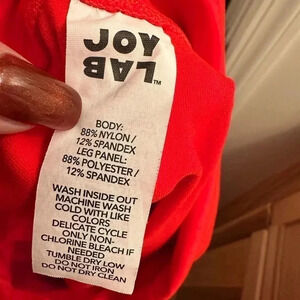 JOY LAB™
BODY:
88% NYLON /
12% SPANDEX
LEG PANEL:
88% POLYESTER /
12% SPANDEX
WASH INSIDE OUT
MACHINE WASH
COLD WITH LIKE
COLORS
DELICATE CYCLE
ONLY NON-
CHLORINE BLEACH IF
NEEDED
TUMBLE DRY LOW
DO NOT IRON
DO NOT DRY CLEAN